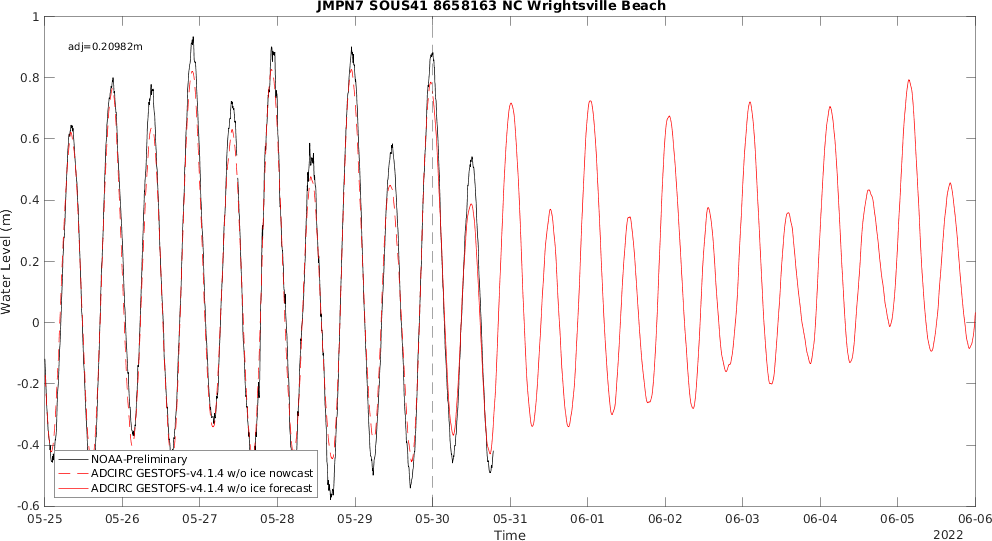 JMPN7 SOUS41 8658163 NC Wrightsville Beach
adj=0.20982m
1
0.8
0.6
0.4
0.2
0
-0.2
-0.4
-0.6
Water Level (m)
NOAA-Preliminary
ADCIRC GESTOFS-v4.1.4 w/o ice nowcast
ADCIRC GESTOFS-v4.1.4 w/o ice forecast
05-25 05-26 05-27 05-28 05-29 05-30 05-31 06-01 06-02 06-03 06-04 06-05 06-06
Time
2022